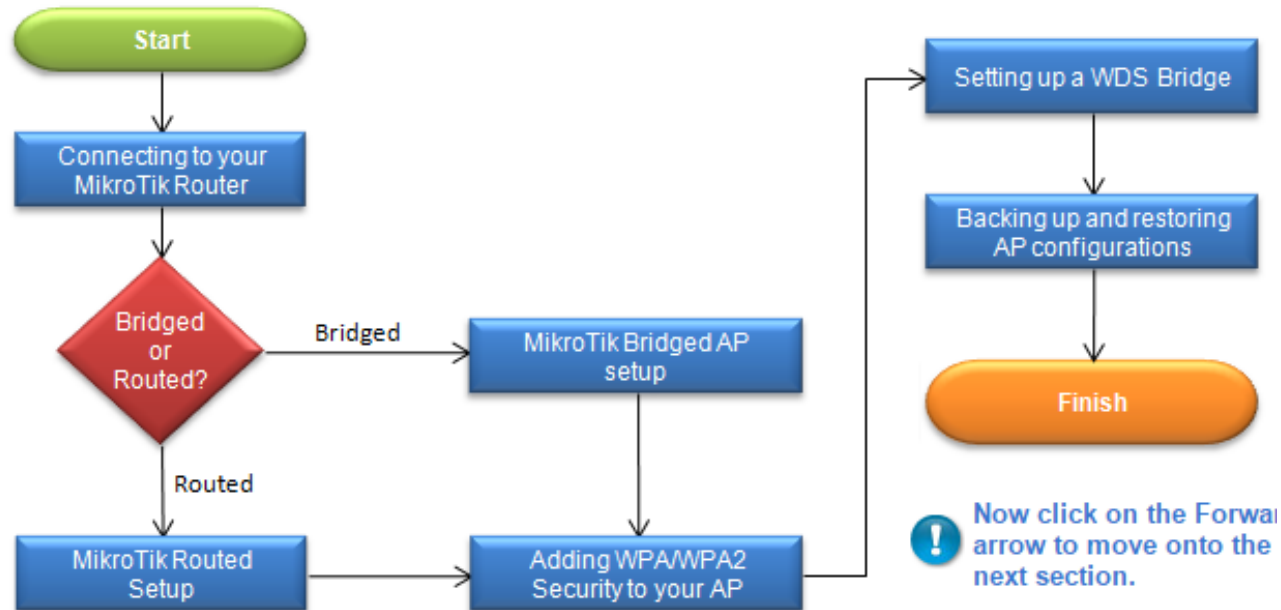 Start
Connecting to your
MikroTik Router
Bridged
or
Routed?
Bridged
MikroTik Bridged AP
setup
Routed
MikroTik Routed
Setup
Adding WPA/WPA2
Security to your AP
Setting up a WDS Bridge
Backing up and restoring
AP configurations
Finish
Now click on the
arrow to move onto the
next section.